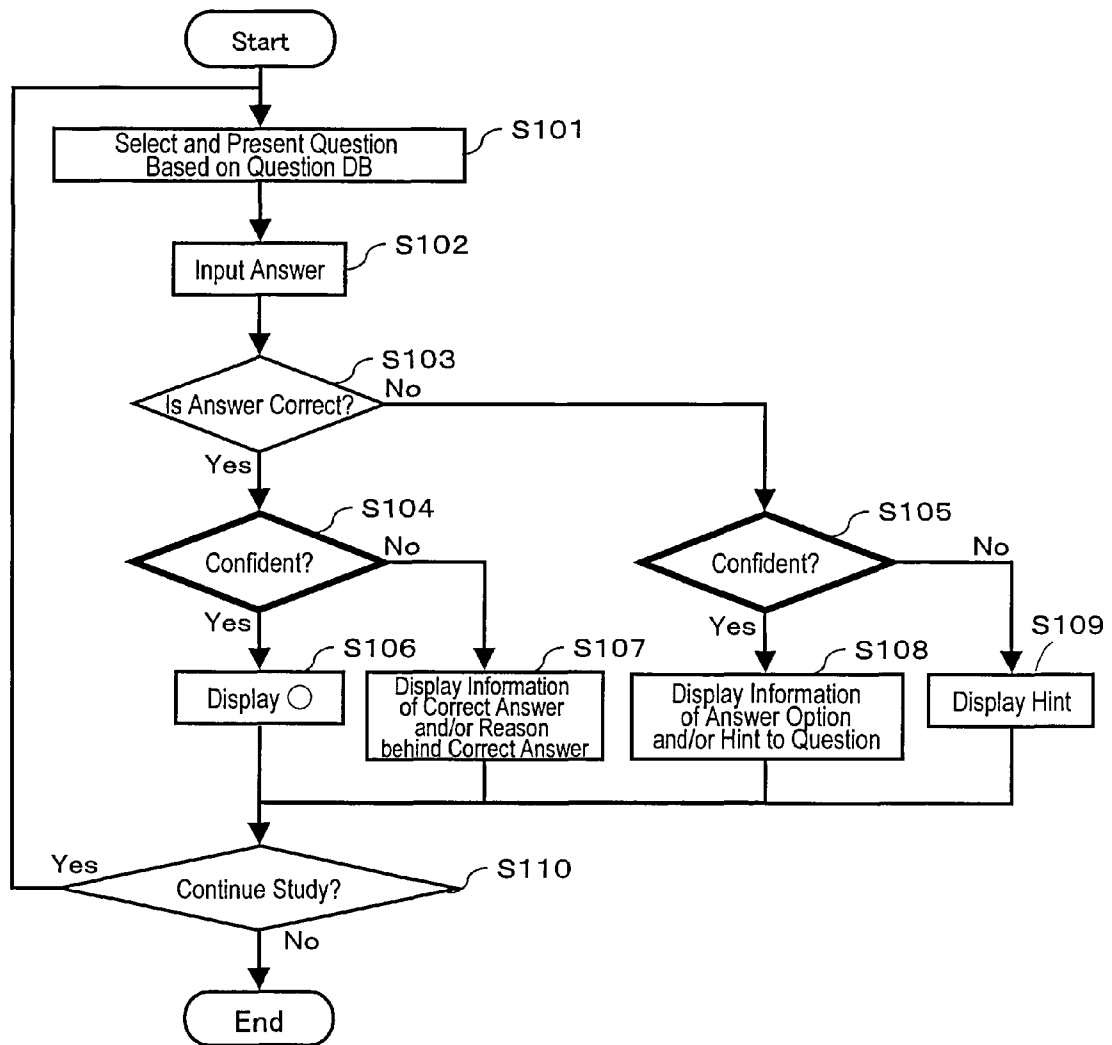 Start
S101
Select and Present Question
Based on Question DB
S102
Input Answer
S103
Is Answer Correct?
No
Yes
S104
Confident?
No
Yes
S105
Confident?
No
Yes
S106
Display ○
S107
Display Information
of Correct Answer
and/or Reason
behind Correct Answer
S108
Display Information
of Answer Option
and/or Hint to Question
S109
Display Hint
Yes
S110
Continue Study?
No
End